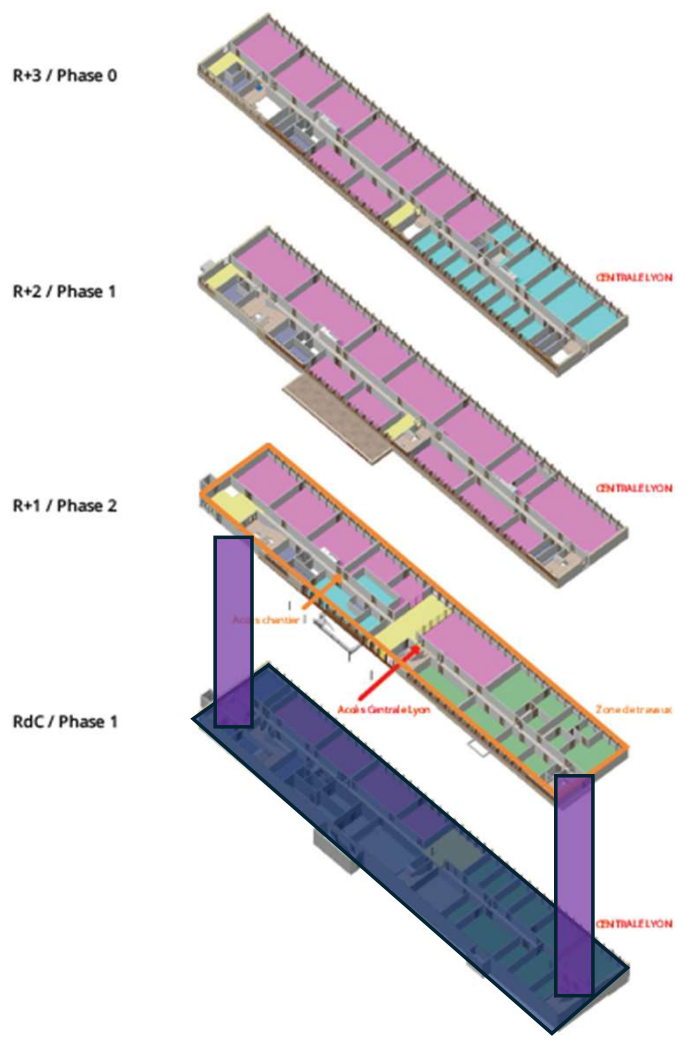 R+3 / Phase 0
CENTRALE LYON
R+2 / Phase 1
CENTRALE LYON
R+1 / Phase 2
Accès chantier
Accès Centrale Lyon
Zone de travaux
RdC / Phase 1
CENTRALE LYON